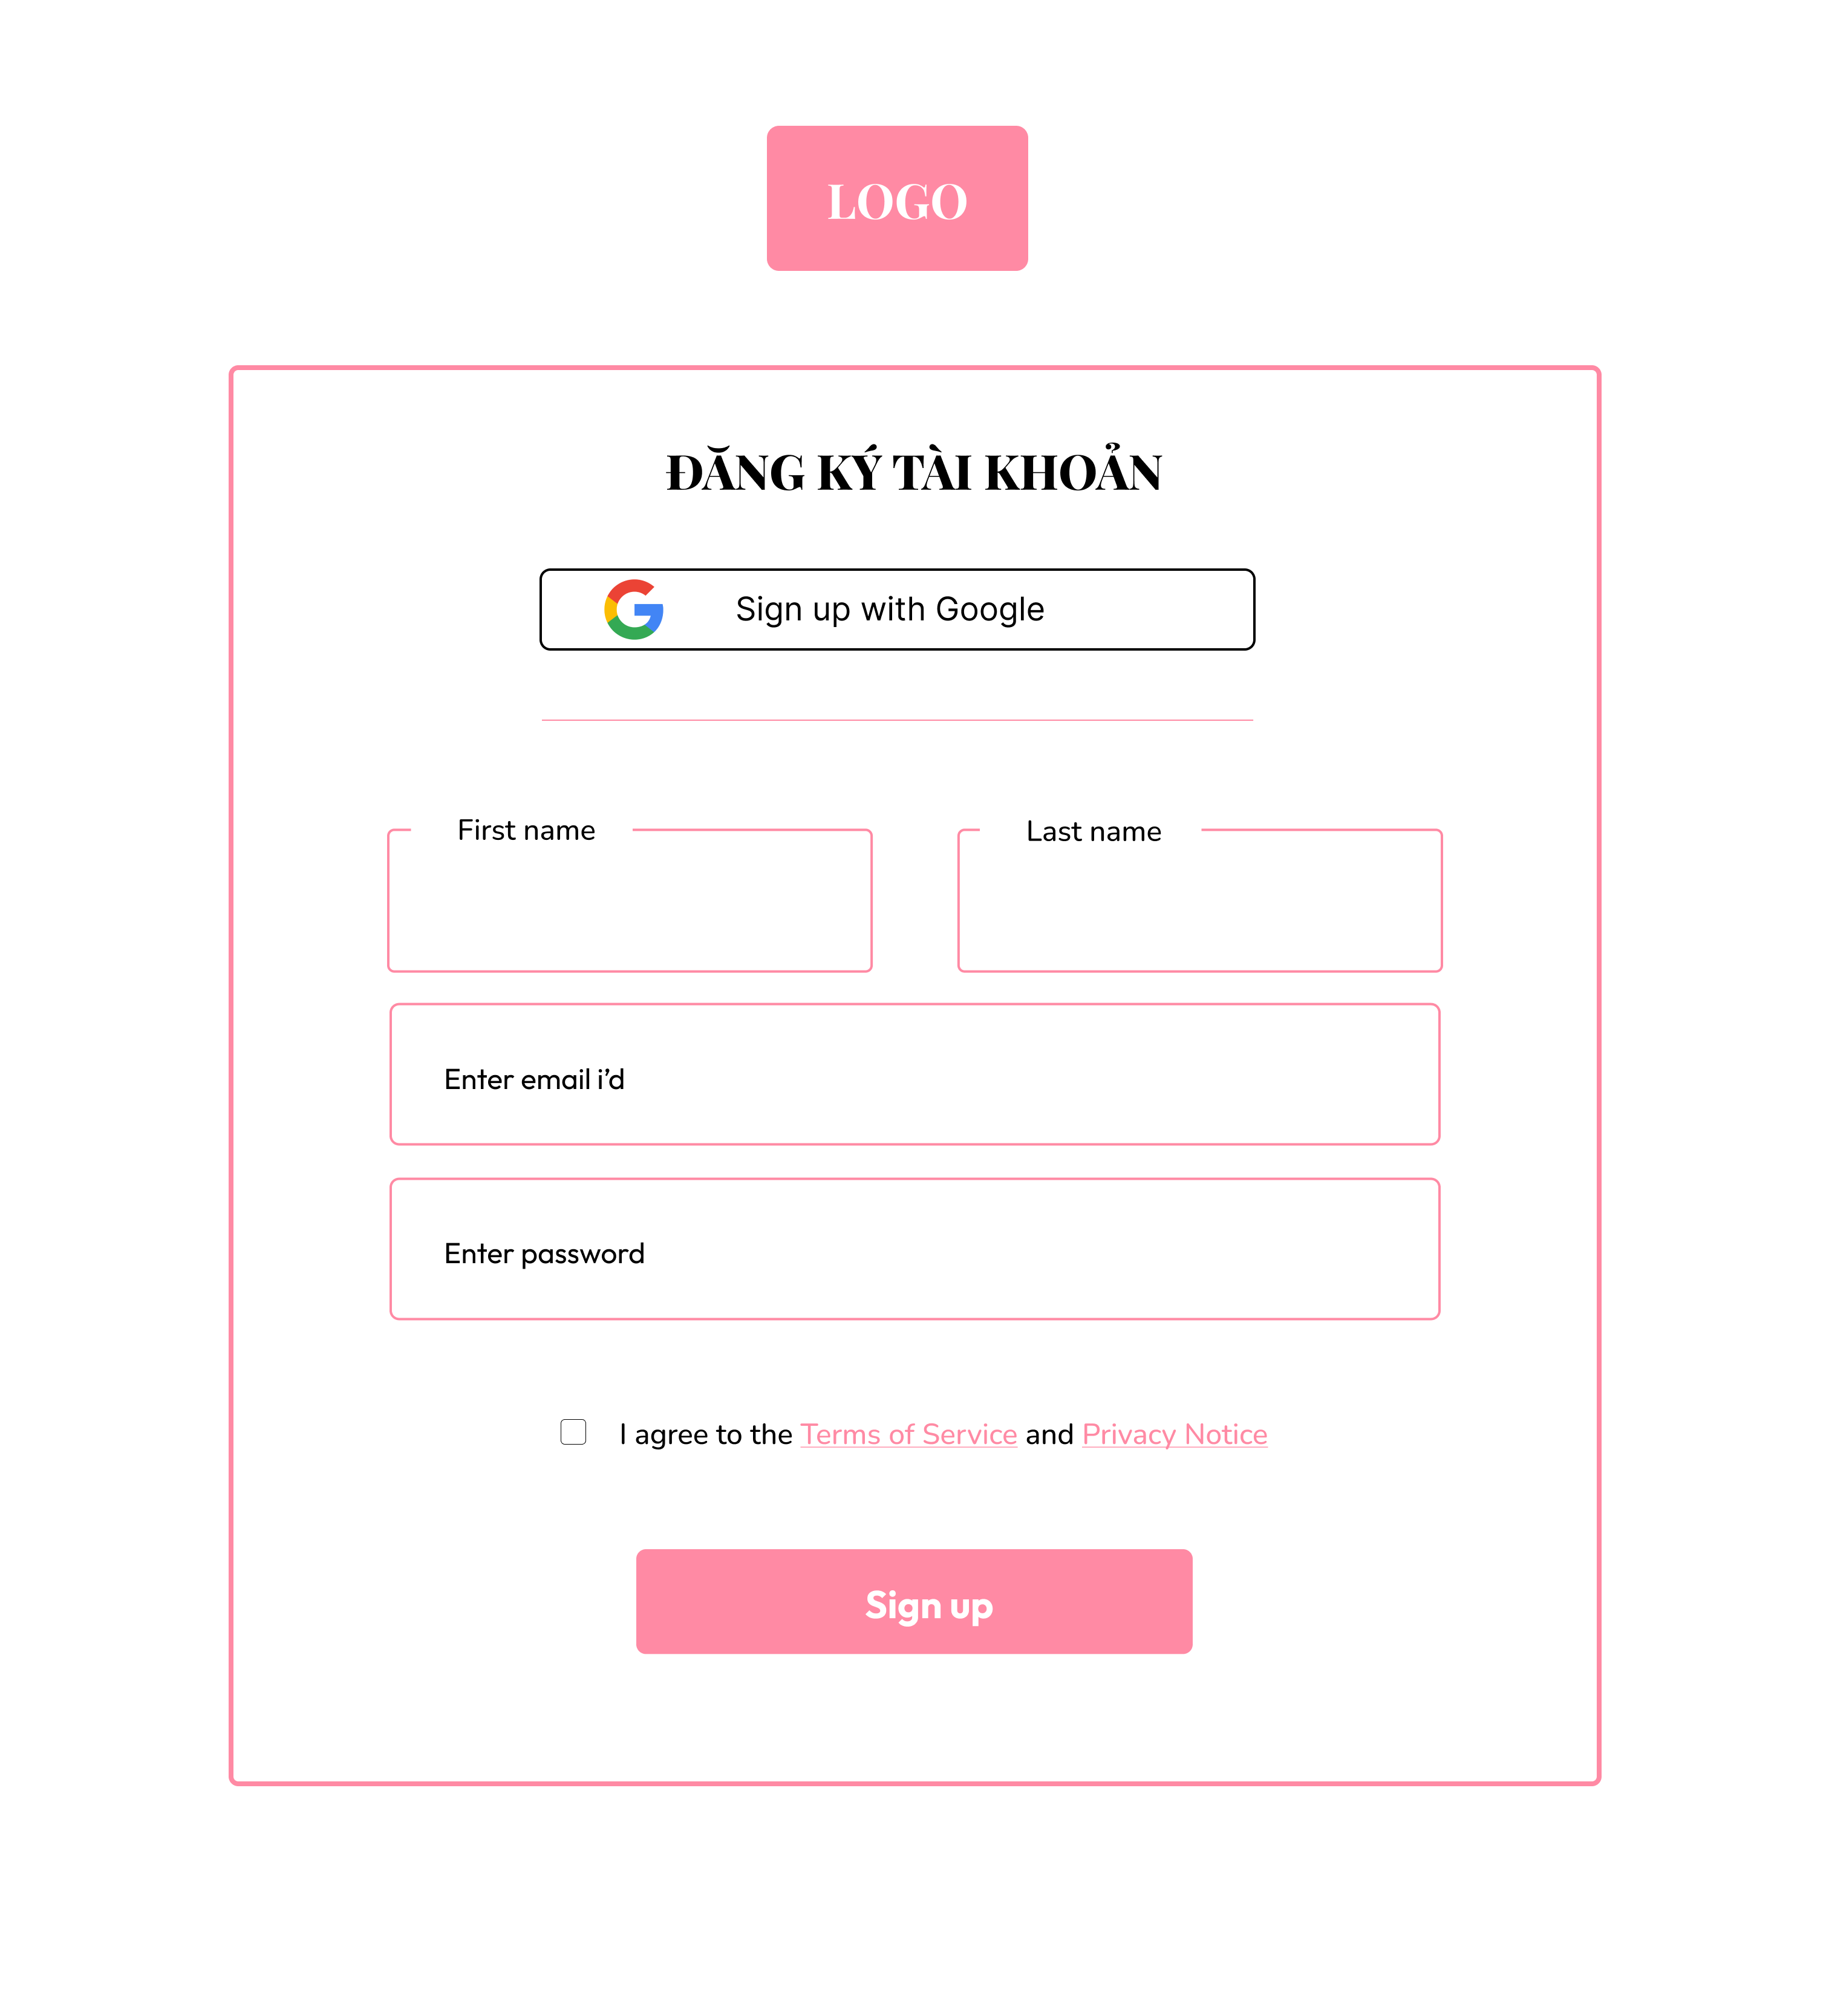 LOGO
ĐĂNG KÝ TÀI KHOẢN
Sign up with Google
First name
Last name
Enter email i’d
Enter password
I agree to the Terms of Service and Privacy Notice
Sign up